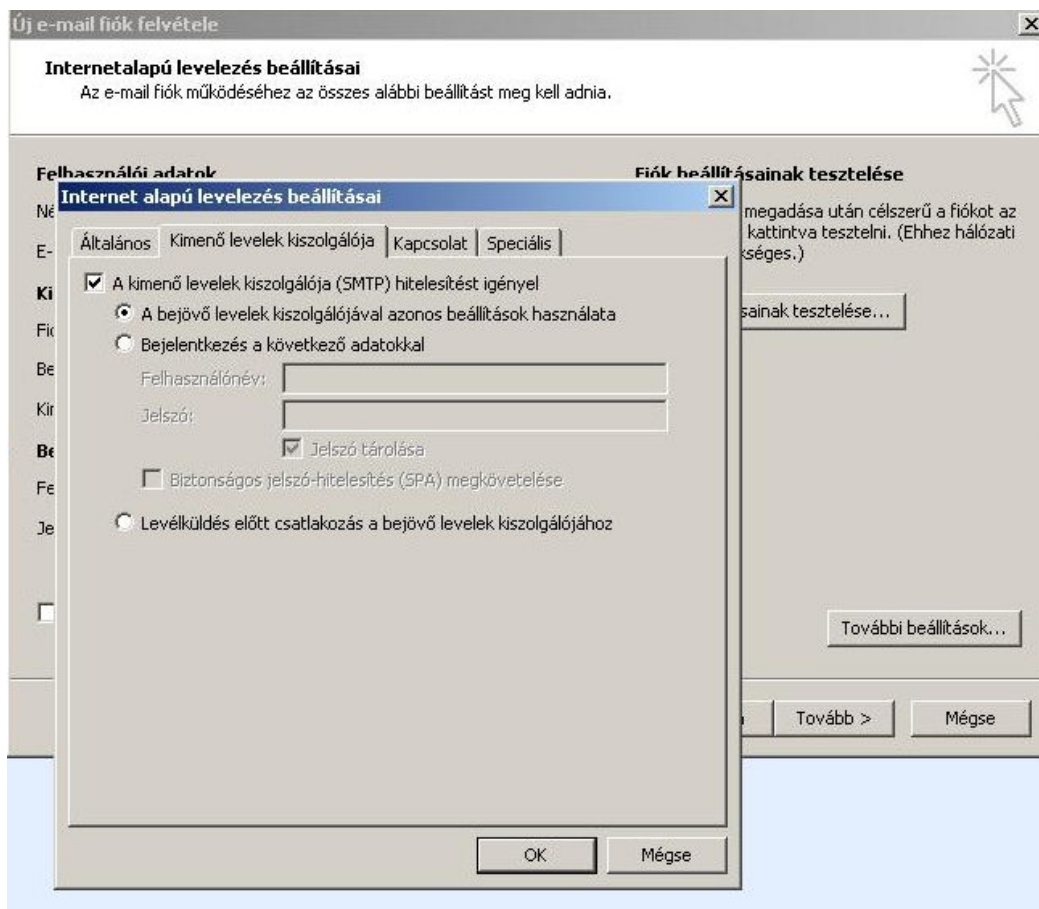 Új e-mail fiók felvétele
Internetalapú levelezés beállításai
Az e-mail fiók működéséhez az összes alábbi beállítást meg kell adnia.
Felhasználói adatok
Fiók beállításainak tesztelése
megadása után célszerű a fiókot az
kattintva tesztelni. (Ehhez hálózati
Internet alapú levelezés beállításai
Általános
Kimenő levelek kiszolgálója
Kapcsolat
Speciális
A kimenő levelek kiszolgálója (SMTP) hitelesítést igényel
A bejövő levelek kiszolgálójával azonos beállítások használata
Bejelentkezés a következő adatokkal
Felhasználónév:
Jelszó:
Jelszó tárolása
Biztonságos jelszó-hitelesítés (SPA) megkövetelése
Levélküldés előtt csatlakozás a bejövő levelek kiszolgálójához
tesztelése...
További beállítások...
Tovább >
Mégse
OK
Mégse